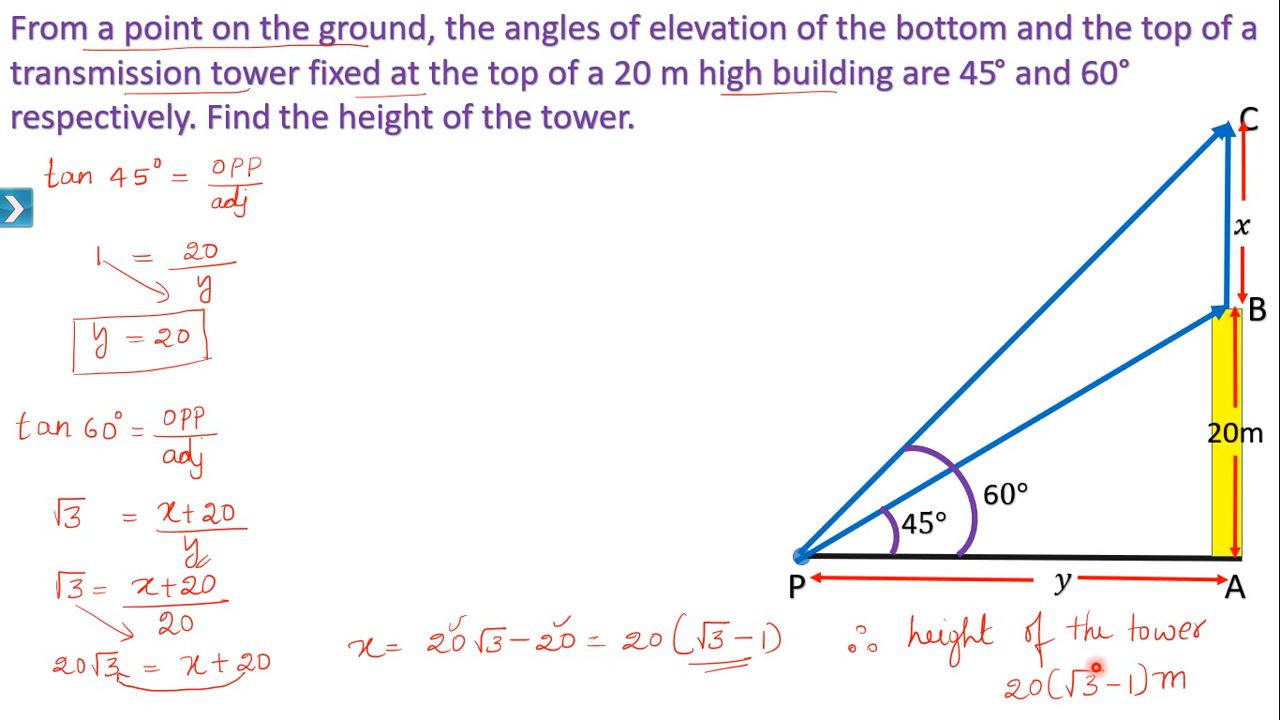 From a point on the ground, the angles of elevation of the bottom and the top of a
transmission tower fixed at the top of a 20 m high building are 45° and 60°
respectively. Find the height of the tower.
tan 45° = opp/adj
1 = 20/y
y = 20
tan 60° = opp/adj
√3 = x+20/y
√3 = x+20/20
20√3 = x+20
x = 20√3 - 20 = 20(√3 - 1)
∴ height of the tower
20(√3 - 1) m
C
x
B
20m
60°
45°
P
y
A